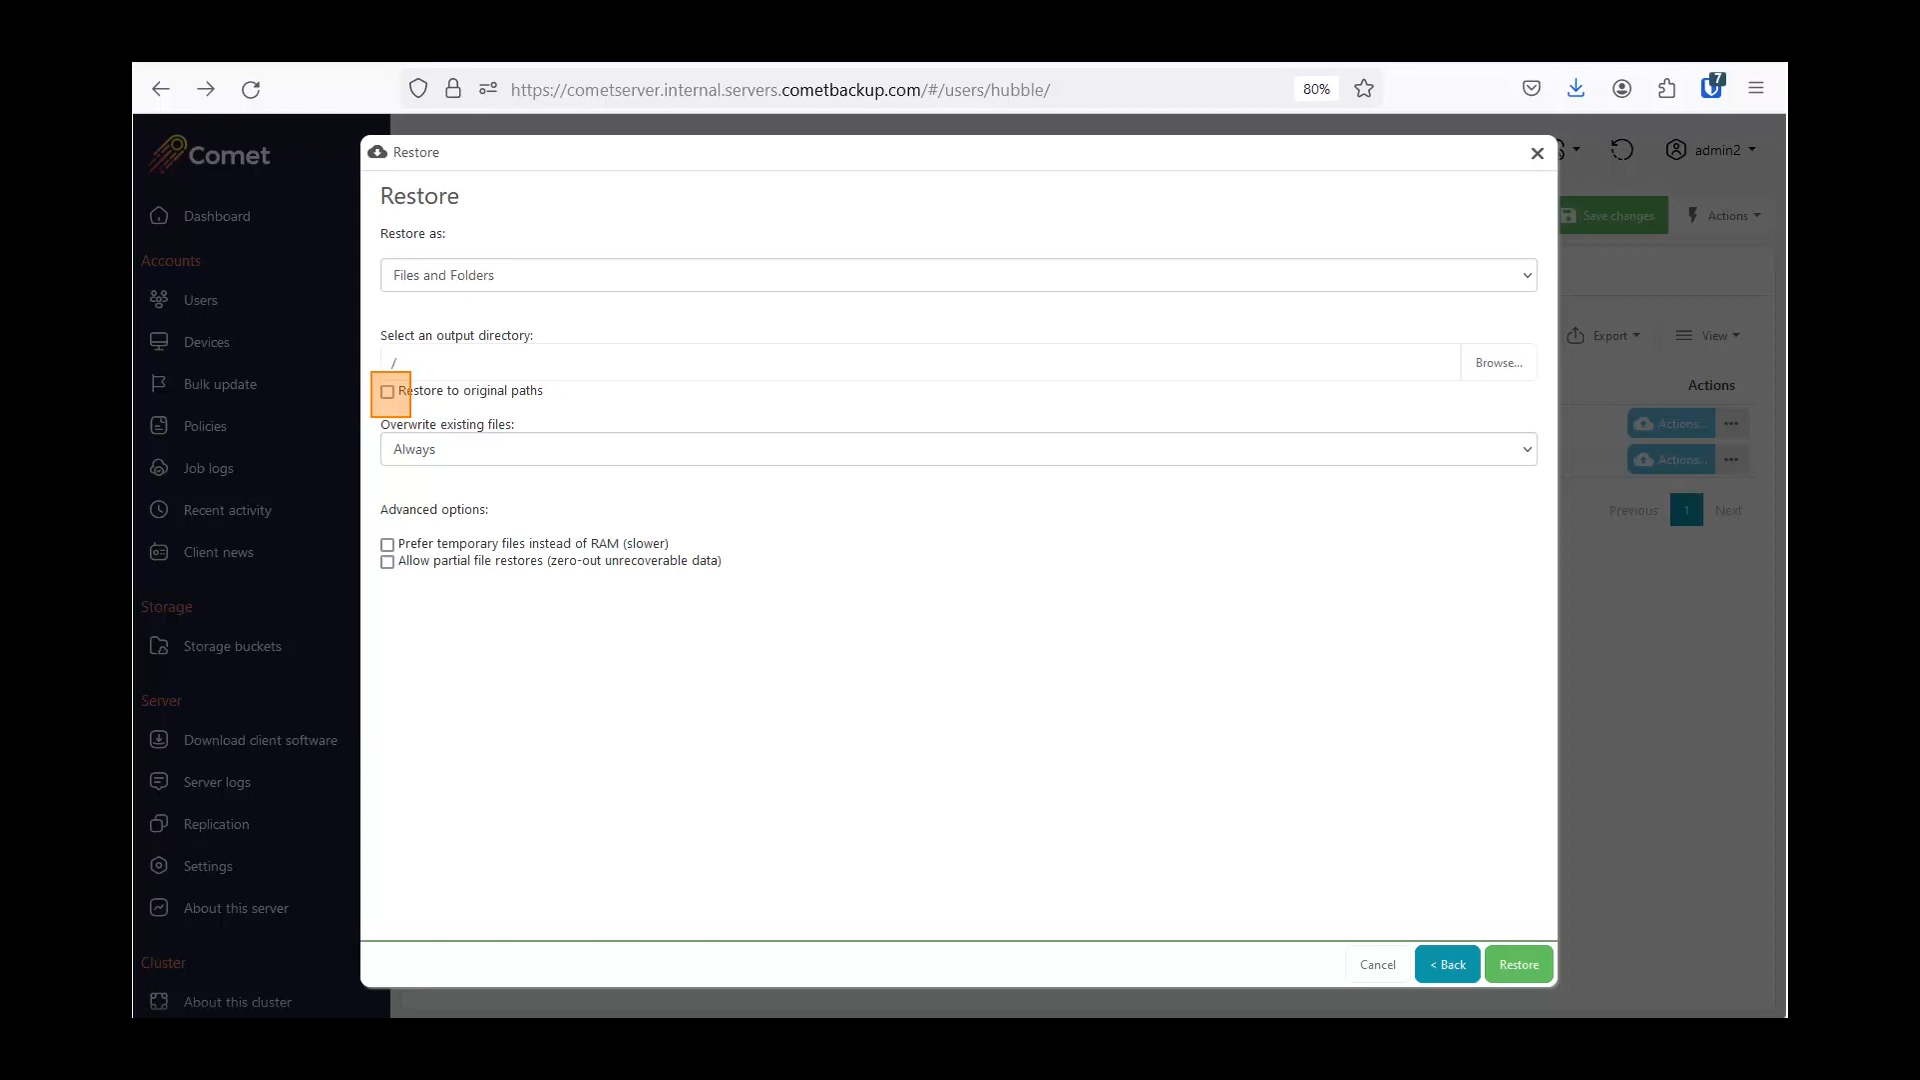 https://cometserver.internal.servers.cometbackup.com/#/users/hubble/
80%
7
Comet
admin2
Dashboard
Save changes
Actions
Accounts
Users
Devices
Bulk update
Policies
Job logs
Recent activity
Client news
Storage
Storage buckets
Server
Download client software
Server logs
Replication
Settings
About this server
Cluster
About this cluster
Restore
Restore
Restore as:
Files and Folders
Select an output directory:
/
Browse...
Restore to original paths
Overwrite existing files:
Always
Advanced options:
Prefer temporary files instead of RAM (slower)
Allow partial file restores (zero-out unrecoverable data)
Cancel
< Back
Restore
Export
View
Actions
Actions...
Actions...
Previous
1
Next